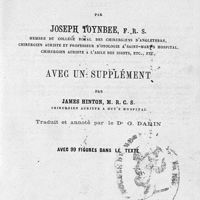 PAR
JOSEPH TOYNBEE, F. R. S.
MEMBRE DU COLLÈGE ROYAL DES CHIRURGIENS D'ANGLETERRE,
CHIRURGIEN AURISTE ET PROFESSEUR D'OTOLOGIE A SAINT-MARY'S HOSPITAL,
CHIRURGIEN AURISTE A L'ASILE DES IDIOTS, ETC., ETC.
AVEC UN SUPPLÉMENT
PAR
JAMES HINTON, M. R. C. S.
CHIRURGIEN AURISTE A GUY'S HOSPITAL
Traduit et annoté par le Dr G. DARIN
AVEC 99 FIGURES DANS LE TEXTE